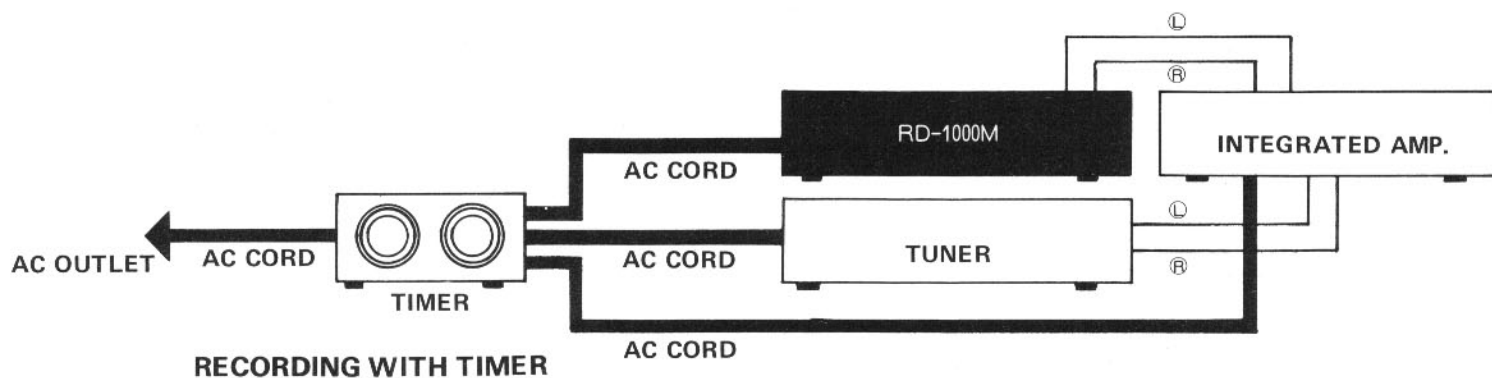 Ⓛ
Ⓡ
RD-1000M
INTEGRATED AMP.
AC CORD
Ⓛ
AC OUTLET
AC CORD
TUNER
AC CORD
Ⓡ
TIMER
AC CORD
RECORDING WITH TIMER